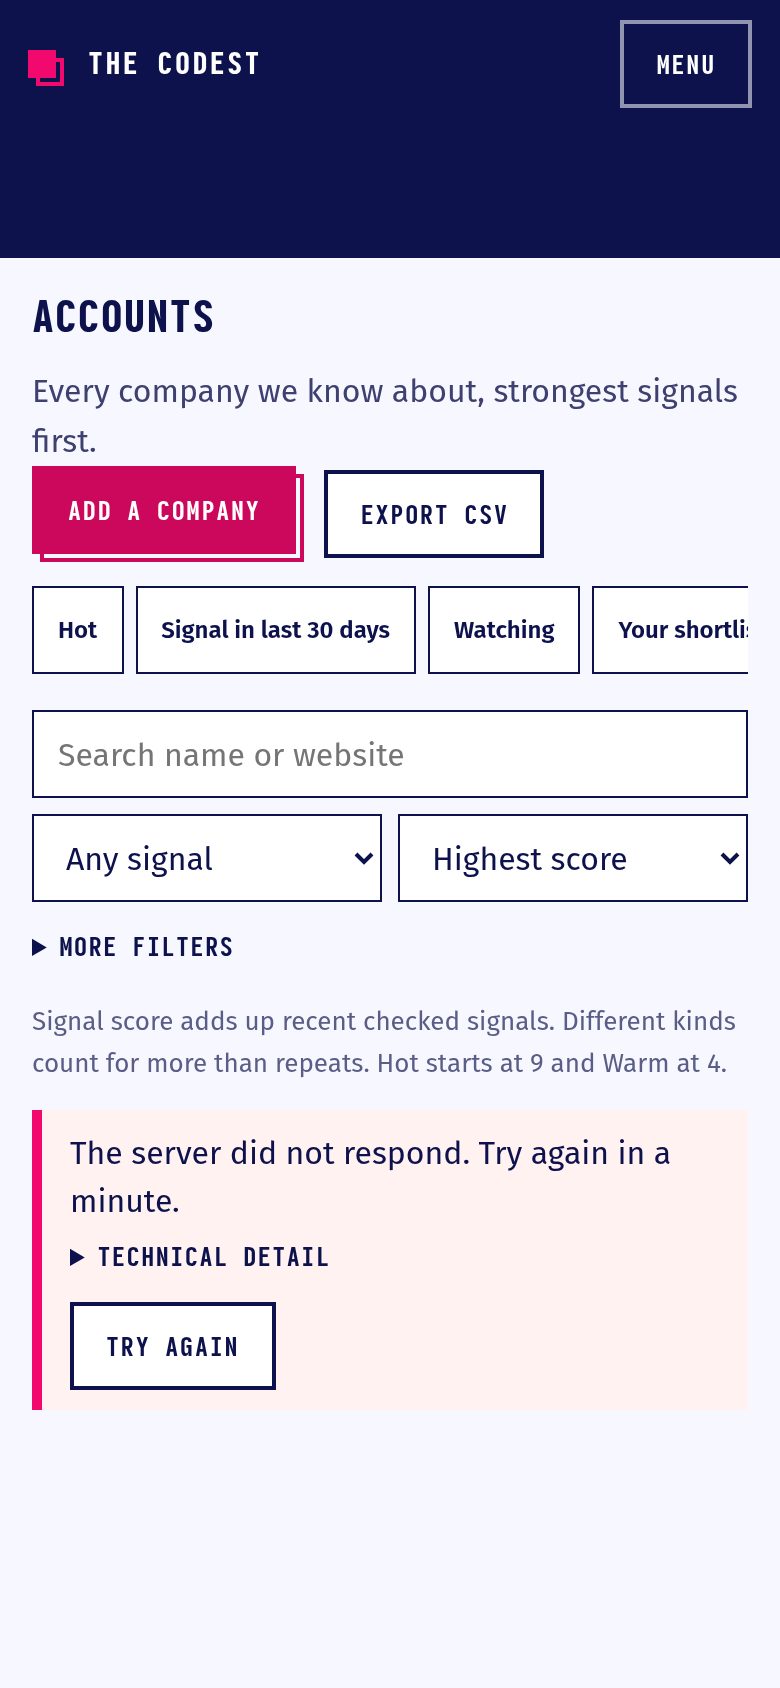 THE CODEST
MENU
ACCOUNTS
Every company we know about, strongest signals
first.
ADD A COMPANY
EXPORT CSV
Hot
Signal in last 30 days
Watching
Your shortlis
Search name or website
Any signal
Highest score
MORE FILTERS
Signal score adds up recent checked signals. Different kinds
count for more than repeats. Hot starts at 9 and Warm at 4.
The server did not respond. Try again in a
minute.
TECHNICAL DETAIL
TRY AGAIN